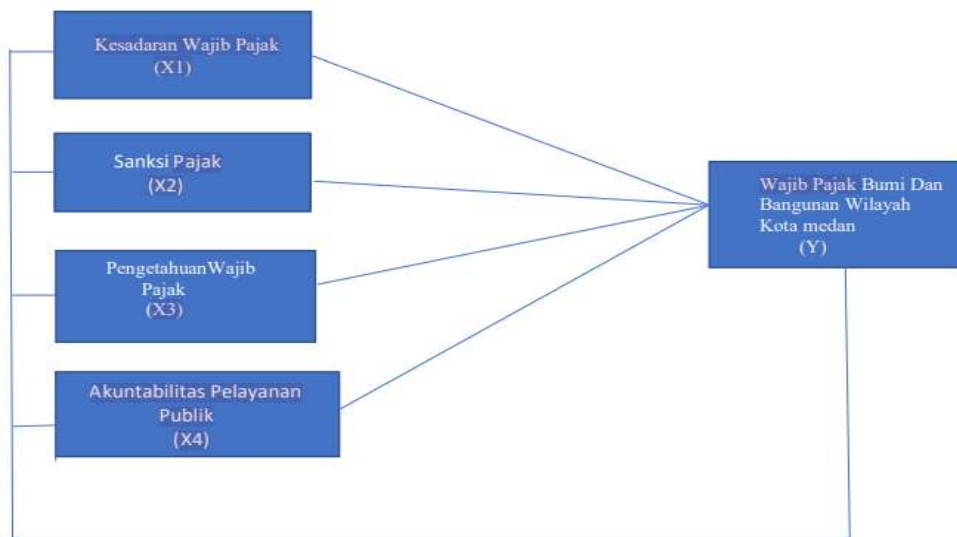 Kesadaran Wajib Pajak
(X1)
Sanksi Pajak
(X2)
PengetahuanWajib
Pajak
(X3)
Akuntabilitas Pelayanan
Publik
(X4)
Wajib Pajak Bumi Dan
Bangunan Wilayah
Kota medan
(Y)